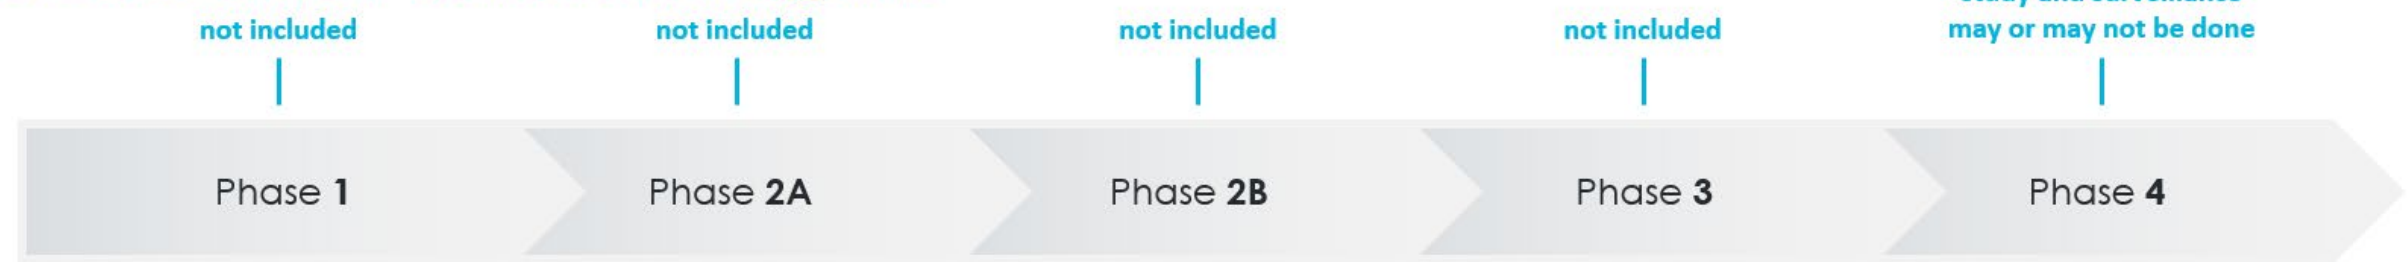 not included
not included
not included
not included
may or may not be done
Phase 1
Phase 2A
Phase 2B
Phase 3
Phase 4